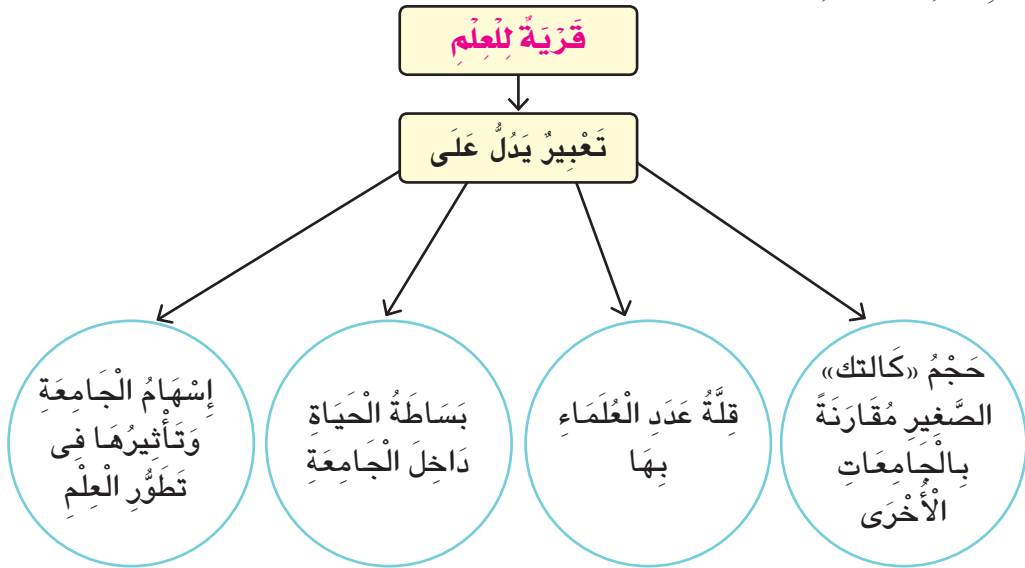 قَرْيَةٌ لِلْعِلْمِ
تَعْبِيرٌ يَدُلُّ عَلَى
حَجْمُ «كَالتك»
الصَّغِيرِ مُقَارَنَةً
بِالْجَامِعَاتِ
الْأُخْرَى
قِلَّةُ عَدَدِ الْعُلَمَاءِ
بِهَا
بَسَاطَةُ الْحَيَاةِ
دَاخِلَ الْجَامِعَةِ
إِسْهَامُ الْجَامِعَةِ
وَتَأْثِيرُهَا فِى
تَطَوُّرِ الْعِلْمِ